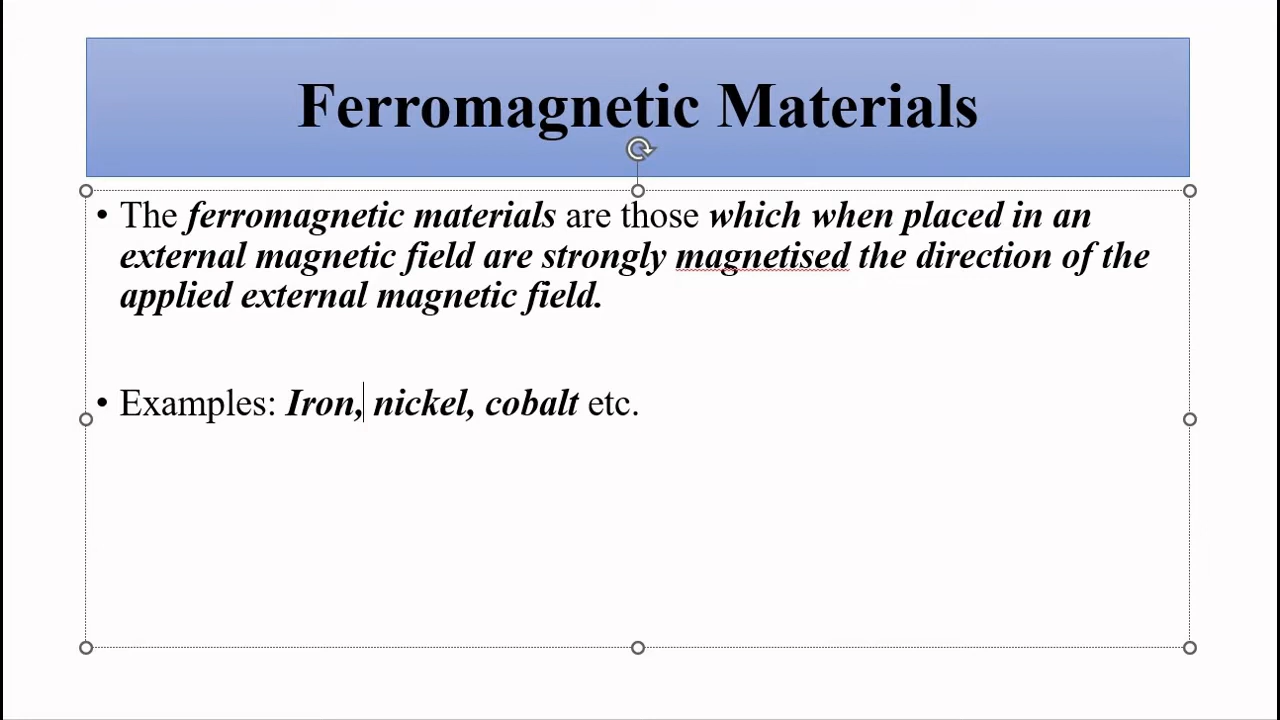 Ferromagnetic Materials
• The ferromagnetic materials are those which when placed in an
external magnetic field are strongly magnetised the direction of the
applied external magnetic field.
• Examples: Iron, nickel, cobalt etc.